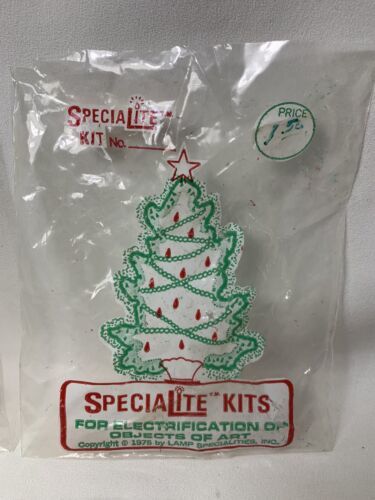 SPECIALITE™
KIT No.
PRICE
SPECIALITE™ KITS
FOR ELECTRIFICATION OF
OBJECTS OF ART
Copyright © 1975 by LAMP SPECIALTIES, INC.